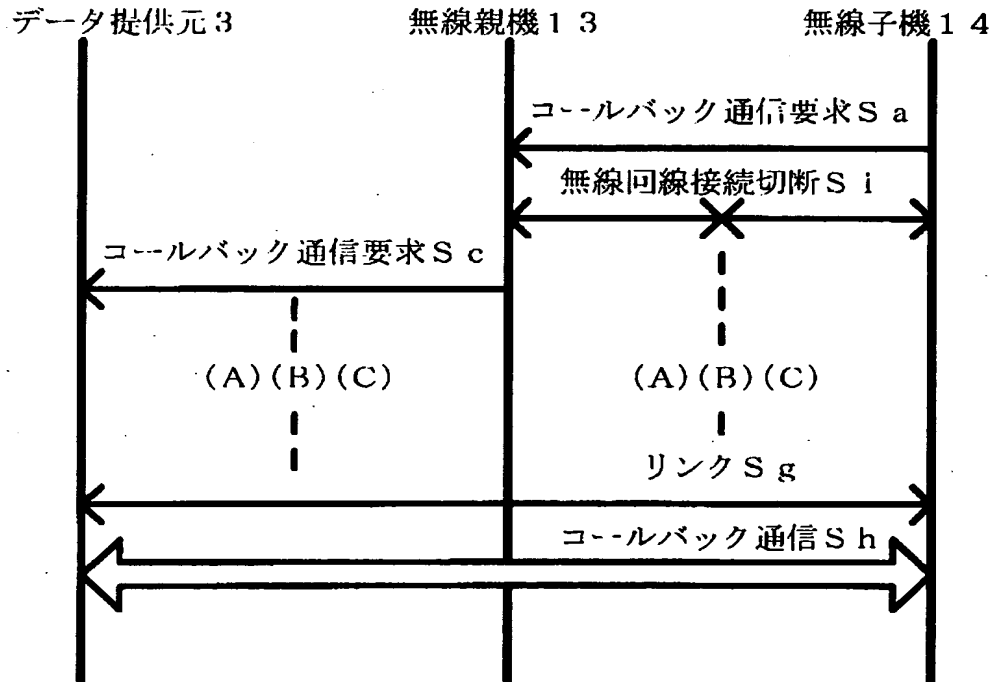 データ提供元3 無線親機13 無線子機14
コールバック通信要求Sa
無線回線接続切断Si
コールバック通信要求Sc
(A)(B)(C) (A)(B)(C)
リンクSg
コールバック通信Sh